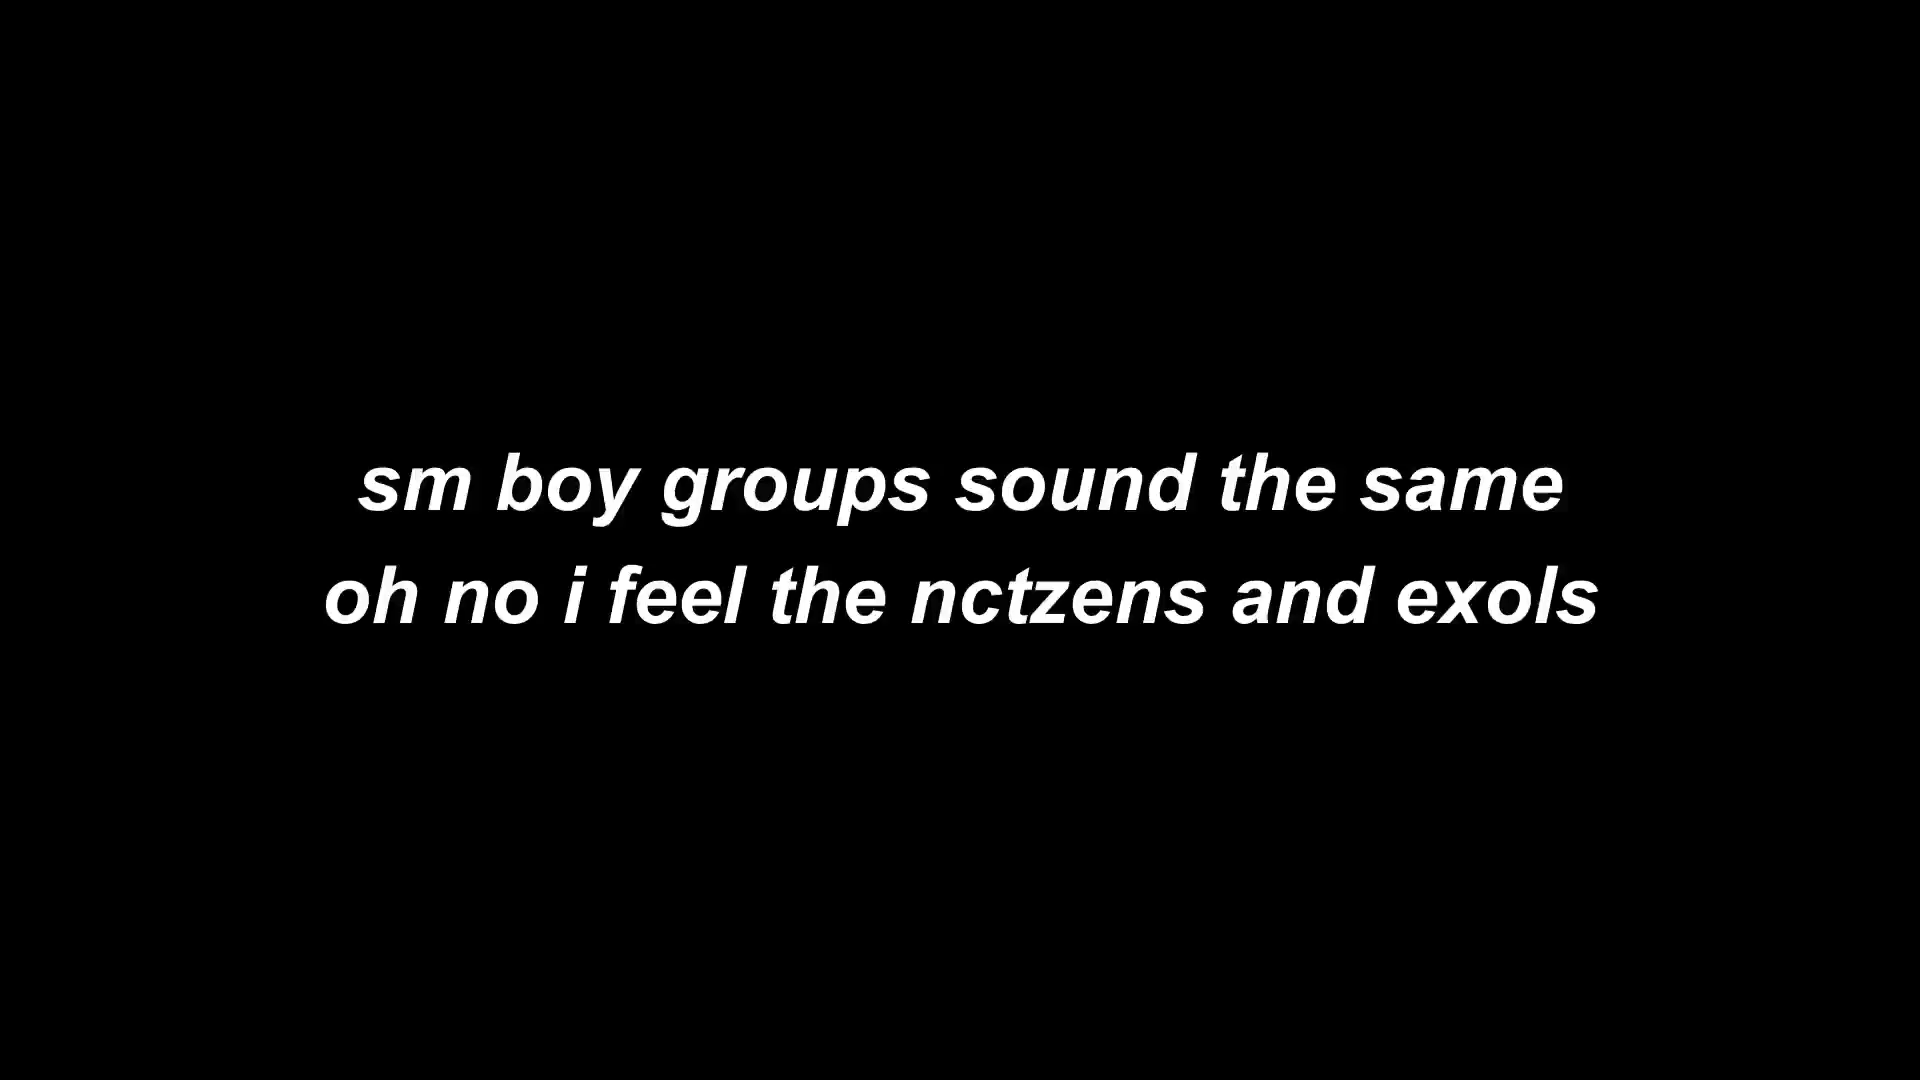 sm boy groups sound the same
oh no i feel the nctzens and exols